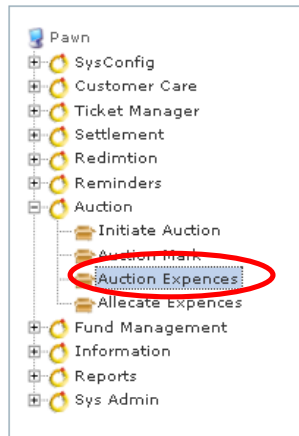 Pawn
SysConfig
Customer Care
Ticket Manager
Settlement
Redimtion
Reminders
Auction
Initiate Auction
Auction Mark
Auction Expences
Allecate Expences
Fund Management
Information
Reports
Sys Admin